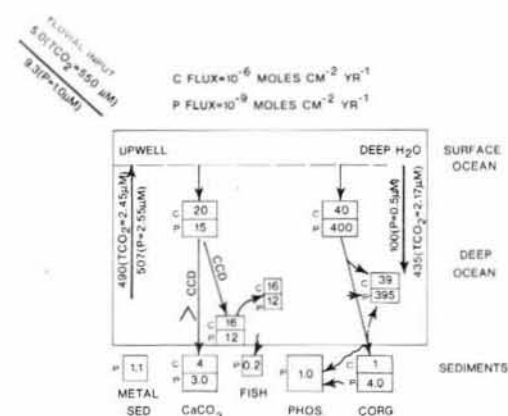 FLUVIAL INPUT
5.0(TCO2=550 µM)
9.3(P=1.0µM)
C FLUX=10-6 MOLES CM-2 YR-1
P FLUX=10-9 MOLES CM-2 YR-1
UPWELL
DEEP H2O
SURFACE
OCEAN
490(TCO2=2.45µM)
507(P=2.55µM)
C 20
P 15
C 40
P 400
100(P=0.5µM)
435(TCO2=2.17µM)
DEEP
OCEAN
CCD
CCD
C 16
P 12
C 39
P 395
C 16
P 12
P 1.1
C 4
P 3.0
P 0.2
P 1.0
C 1
P 4.0
SEDIMENTS
METAL
SED
CaCO3
FISH
PHOS
CORG